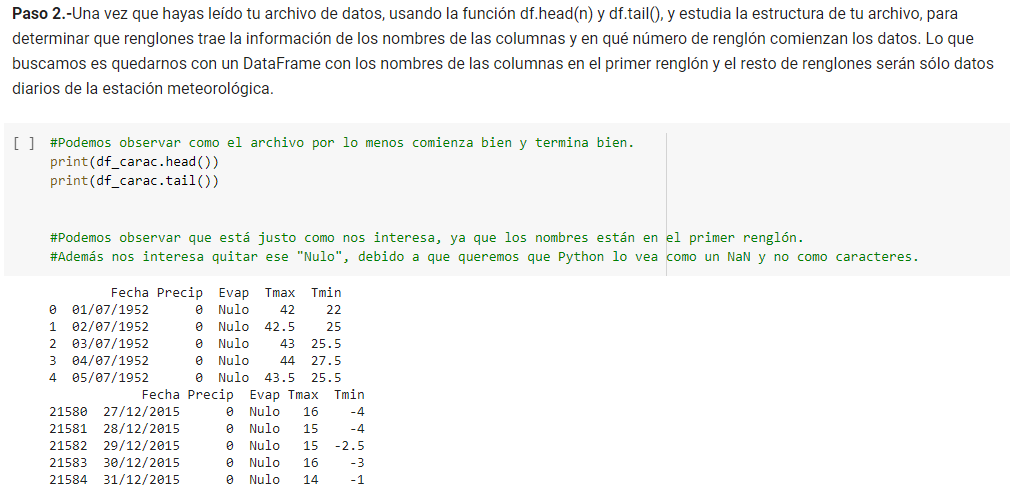 Paso 2.-Una vez que hayas leído tu archivo de datos, usando la función df.head(n) y df.tail(), y estudia la estructura de tu archivo, para
determinar que renglones trae la información de los nombres de las columnas y en qué número de renglón comienzan los datos. Lo que
buscamos es quedarnos con un DataFrame con los nombres de las columnas en el primer renglón y el resto de renglones serán sólo datos
diarios de la estación meteorológica.
[ ] #Podemos observar como el archivo por lo menos comienza bien y termina bien.
print(df_carac.head())
print(df_carac.tail())
#Podemos observar que está justo como nos interesa, ya que los nombres están en el primer renglón.
#Además nos interesa quitar ese "Nulo", debido a que queremos que Python lo vea como un NaN y no como caracteres.
Fecha Precip Evap Tmax Tmin
0 01/07/1952 0 Nulo 42 22
1 02/07/1952 0 Nulo 42.5 25
2 03/07/1952 0 Nulo 43 25.5
3 04/07/1952 0 Nulo 44 27.5
4 05/07/1952 0 Nulo 43.5 25.5
Fecha Precip Evap Tmax Tmin
21580 27/12/2015 0 Nulo 16 -4
21581 28/12/2015 0 Nulo 15 -4
21582 29/12/2015 0 Nulo 15 -2.5
21583 30/12/2015 0 Nulo 16 -3
21584 31/12/2015 0 Nulo 14 -1